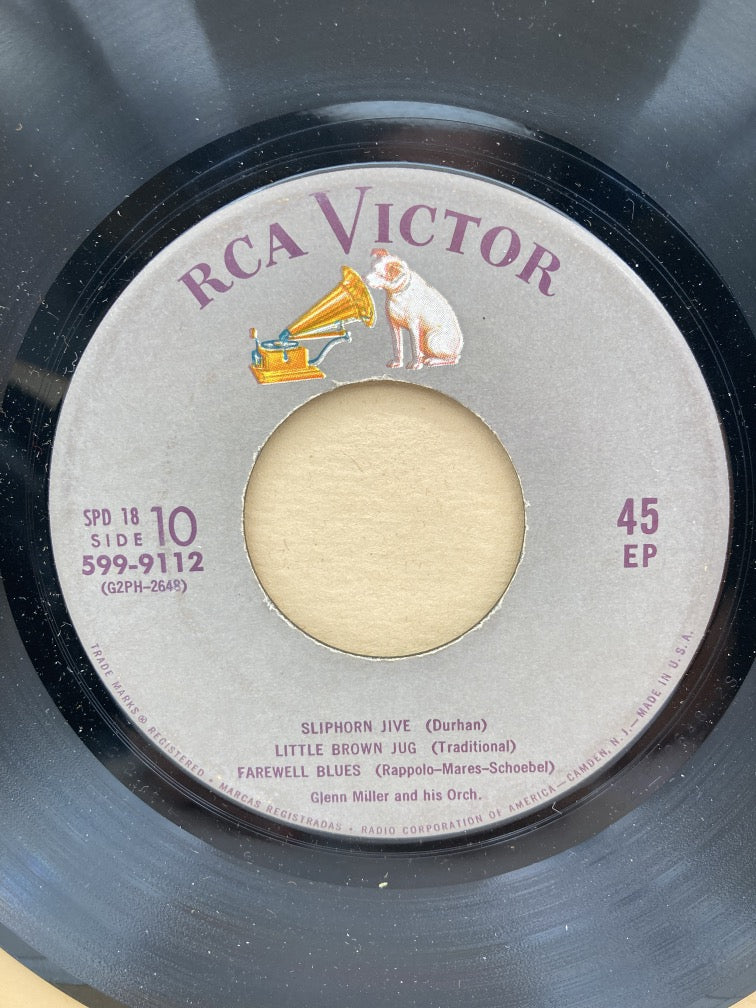 RCA VICTOR
SPD 18
SIDE 10
599-9112
(G2PH-2648)
45
EP
SLIPHORN JIVE (Durhan)
LITTLE BROWN JUG (Traditional)
FAREWELL BLUES (Rappolo-Mares-Schoebel)
Glenn Miller and his Orch.
TRADE MARKS ® REGISTERED • MARCAS REGISTRADAS • RADIO CORPORATION OF AMERICA—CAMDEN, N. J.—MADE IN U. S. A.